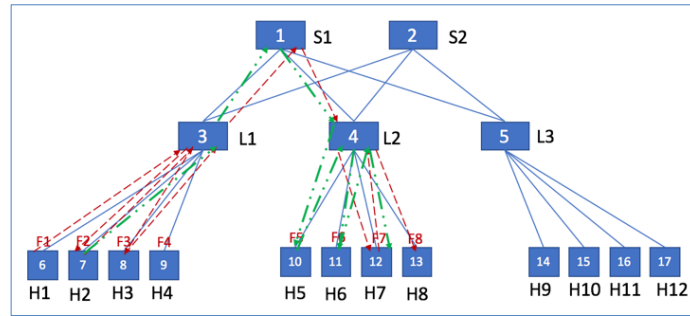 1 S1 2 S2
3 L1 4 L2 5 L3
F1 F2 F3 F4 F5 F6 F7 F8
6 7 8 9 10 11 12 13 14 15 16 17
H1 H2 H3 H4 H5 H6 H7 H8 H9 H10 H11 H12